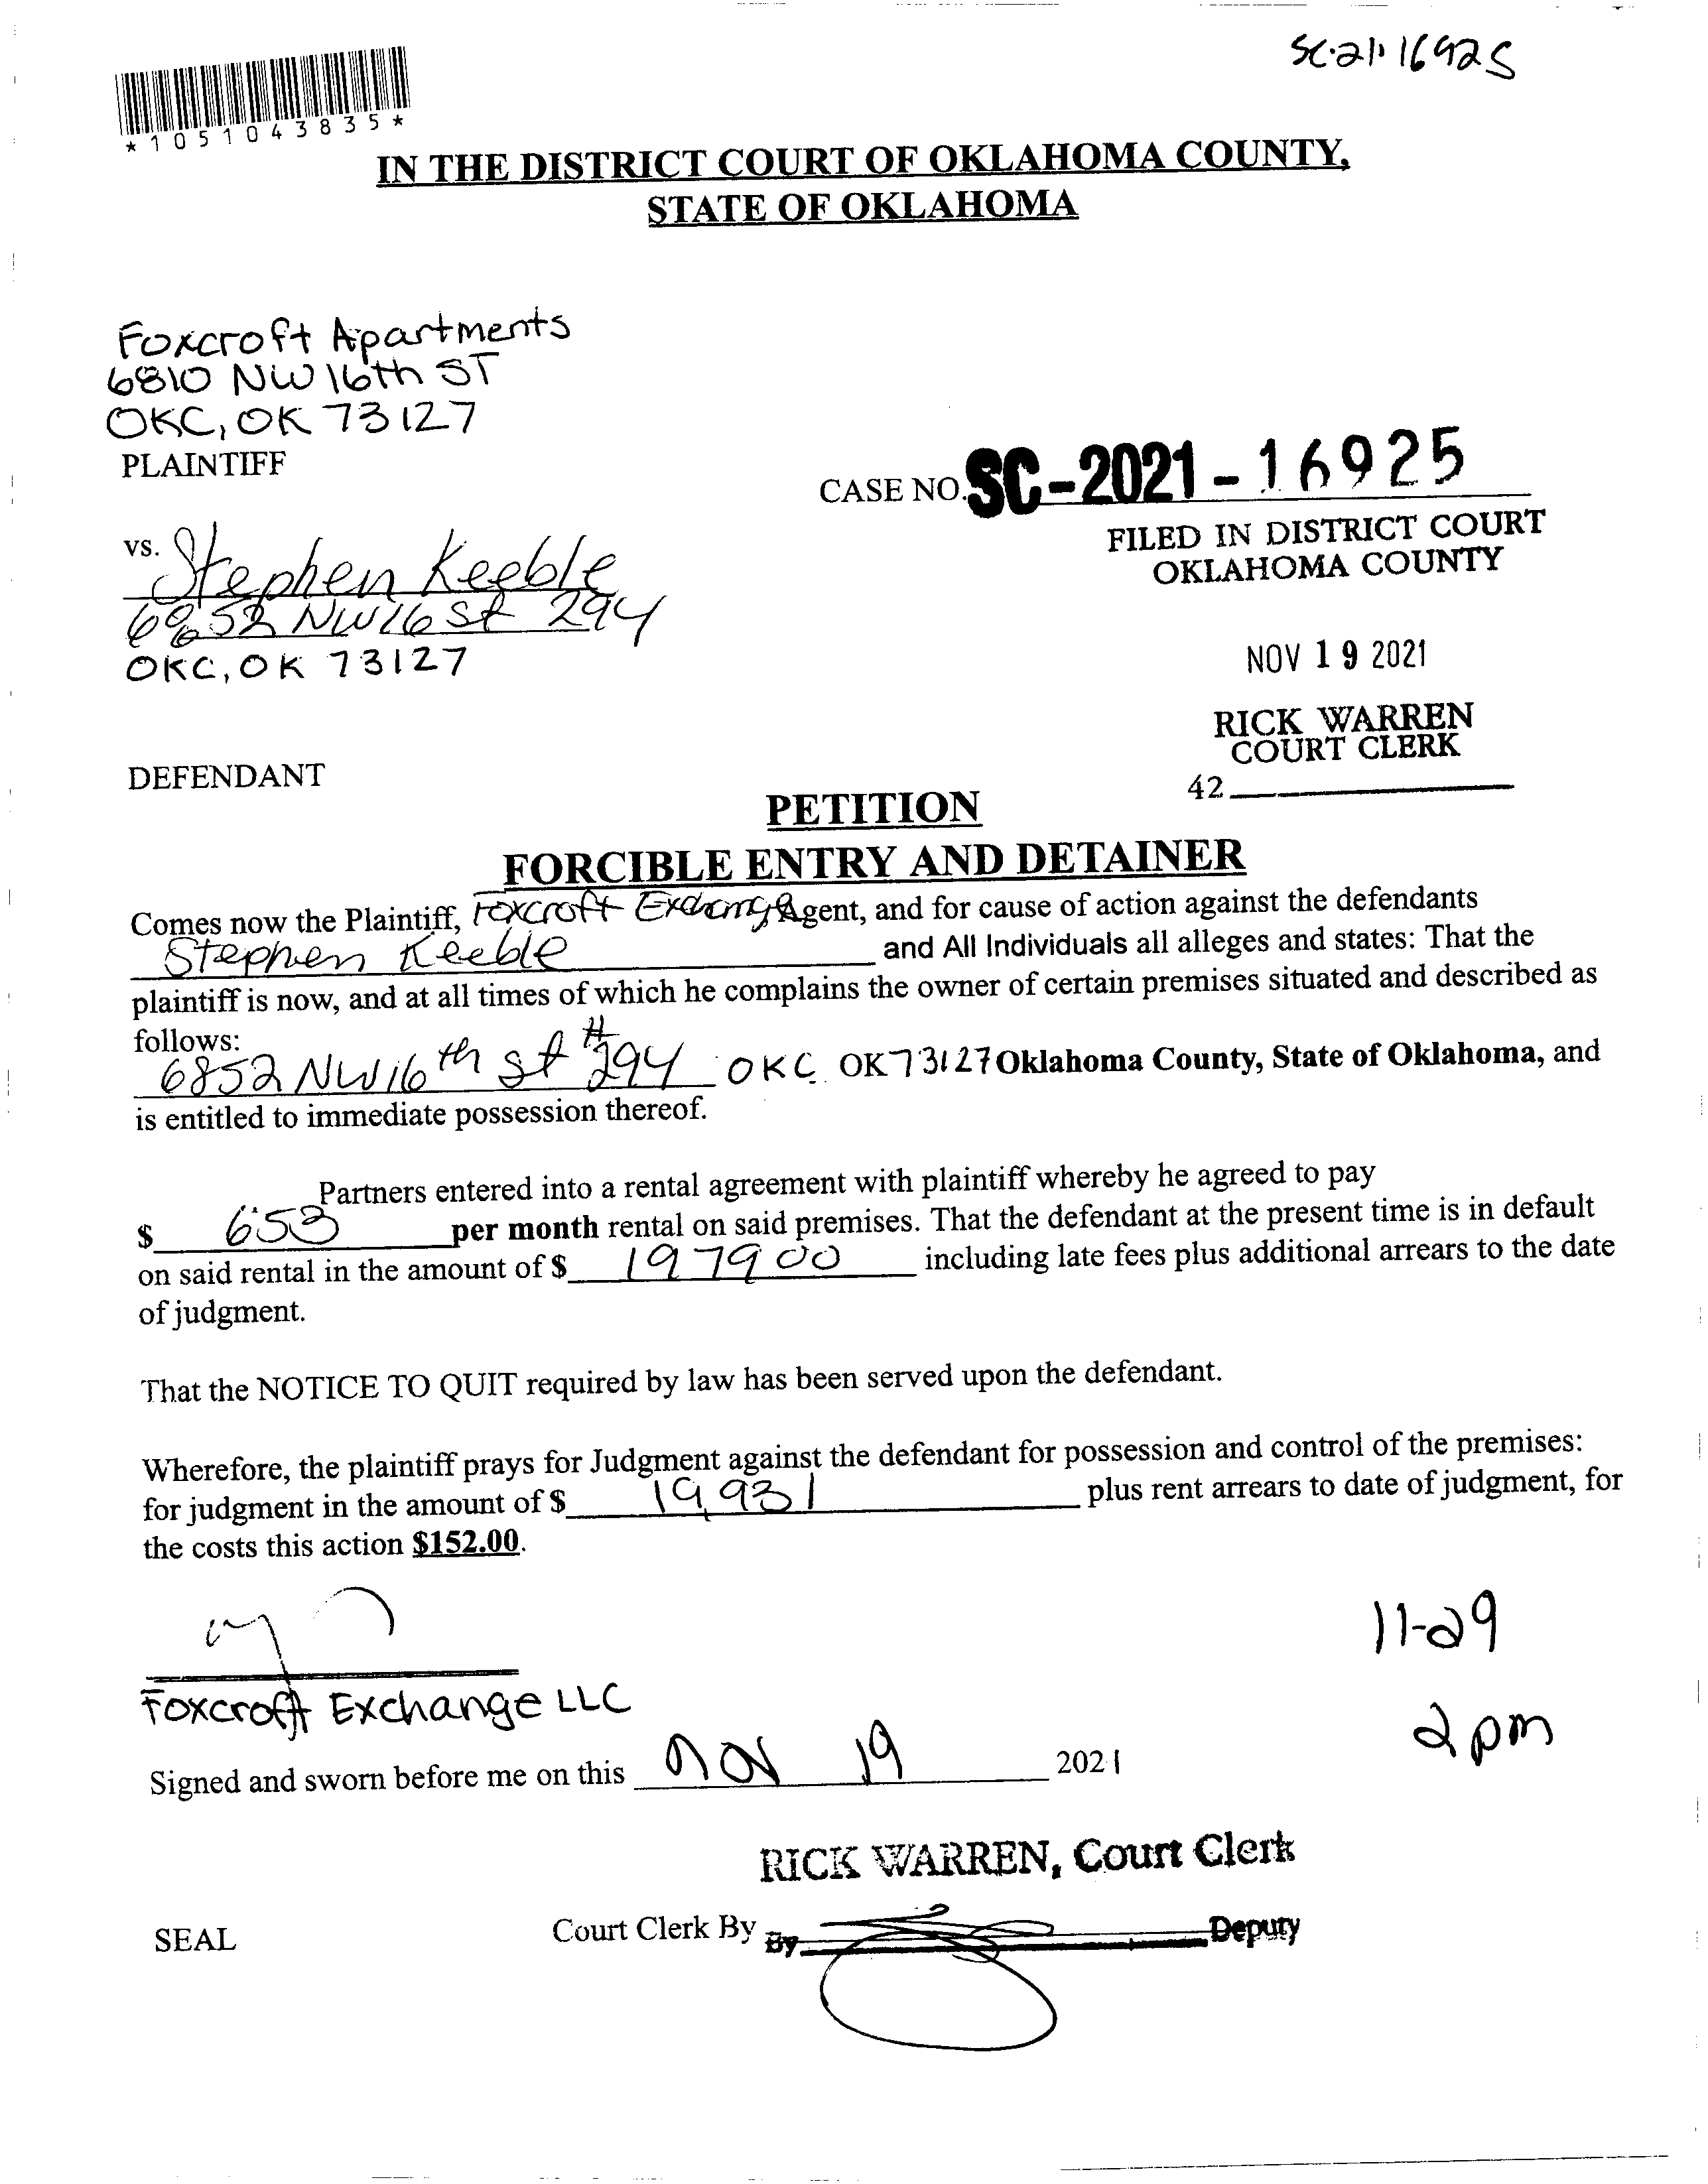 SC·21·16925
*1051043835*
IN THE DISTRICT COURT OF OKLAHOMA COUNTY,
STATE OF OKLAHOMA
Foxcroft Apartments
6810 NW 16th ST
OKC, OK 73127
PLAINTIFF
CASE NO. SC-2021-16925
FILED IN DISTRICT COURT
OKLAHOMA COUNTY
vs. Stephen Keeble
6852 NW 16 St 294
OKC, OK 73127
NOV 19 2021
RICK WARREN
COURT CLERK
42
DEFENDANT
PETITION
FORCIBLE ENTRY AND DETAINER
Comes now the Plaintiff, Foxcroft Exchange Agent, and for cause of action against the defendants
Stephen Keeble and All Individuals all alleges and states: That the
plaintiff is now, and at all times of which he complains the owner of certain premises situated and described as
follows:
6852 NW 16th st #294 OKC OK 73127 Oklahoma County, State of Oklahoma, and
is entitled to immediate possession thereof.
Partners entered into a rental agreement with plaintiff whereby he agreed to pay
$ 653 per month rental on said premises. That the defendant at the present time is in default
on said rental in the amount of $ 197900 including late fees plus additional arrears to the date
of judgment.
That the NOTICE TO QUIT required by law has been served upon the defendant.
Wherefore, the plaintiff prays for Judgment against the defendant for possession and control of the premises:
for judgment in the amount of $ 19,931 plus rent arrears to date of judgment, for
the costs this action $152.00.
11-29
Foxcroft Exchange LLC
2 pm
Signed and sworn before me on this Nov 19 2021
RICK WARREN, Court Clerk
SEAL
Court Clerk By By Deputy